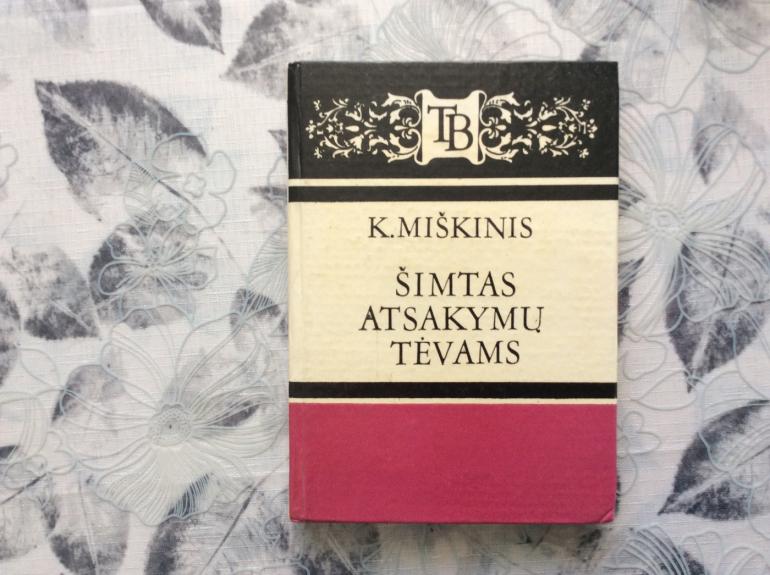 TB
K. MIŠKINIS
ŠIMTAS
ATSAKYMŲ
TĖVAMS